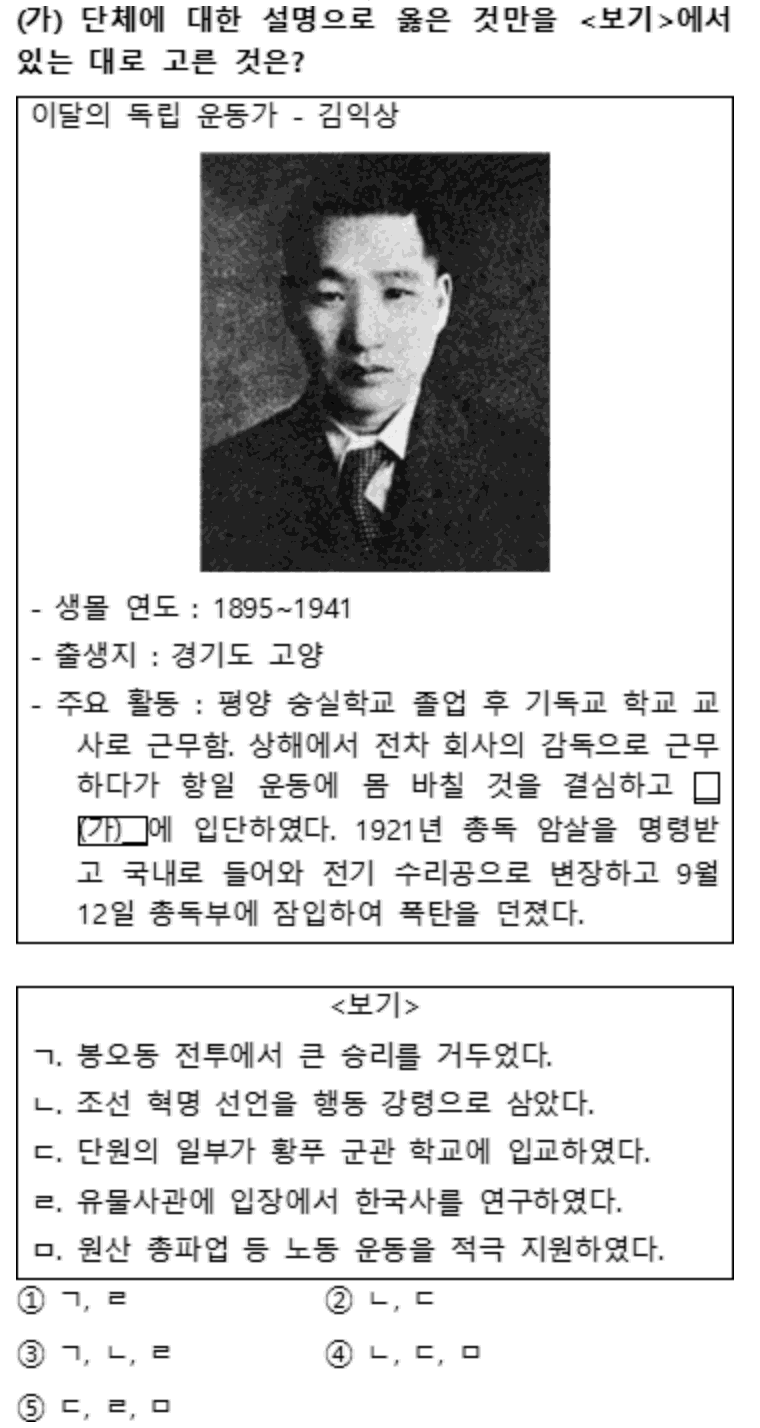 (가) 단체에 대한 설명으로 옳은 것만을 <보기>에서
있는 대로 고른 것은?
이달의 독립 운동가 - 김익상
- 생몰 연도 : 1895~1941
- 출생지 : 경기도 고양
- 주요 활동 : 평양 숭실학교 졸업 후 기독교 학교 교
사로 근무함. 상해에서 전차 회사의 감독으로 근무
하다가 항일 운동에 몸 바칠 것을 결심하고
(가)에 입단하였다. 1921년 총독 암살을 명령받
고 국내로 들어와 전기 수리공으로 변장하고 9월
12일 총독부에 잠입하여 폭탄을 던졌다.
<보기>
ㄱ. 봉오동 전투에서 큰 승리를 거두었다.
ㄴ. 조선 혁명 선언을 행동 강령으로 삼았다.
ㄷ. 단원의 일부가 황푸 군관 학교에 입교하였다.
ㄹ. 유물사관에 입장에서 한국사를 연구하였다.
ㅁ. 원산 총파업 등 노동 운동을 적극 지원하였다.
① ㄱ, ㄹ ② ㄴ, ㄷ
③ ㄱ, ㄴ, ㄹ ④ ㄴ, ㄷ, ㅁ
⑤ ㄷ, ㄹ, ㅁ